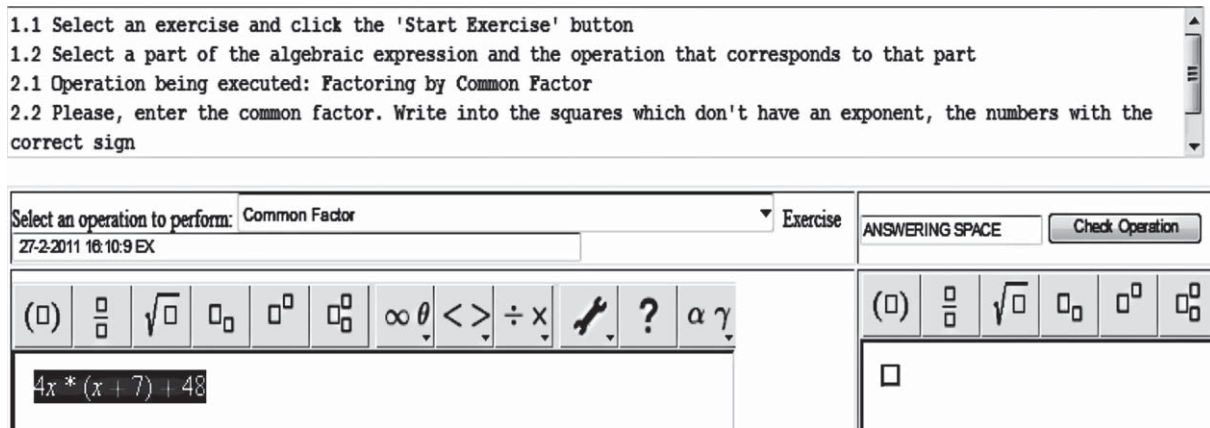 1.1 Select an exercise and click the 'Start Exercise' button
1.2 Select a part of the algebraic expression and the operation that corresponds to that part
2.1 Operation being executed: Factoring by Common Factor
2.2 Please, enter the common factor. Write into the squares which don't have an exponent, the numbers with the
correct sign
Select an operation to perform: Common Factor Exercise
27-2-2011 16:10:9 EX
ANSWERING SPACE Check Operation
(□) □/□ √□ □□ □□ □□□ ∞ θ < > ÷ x ? α γ
(□) □/□ √□ □□ □□ □□□
4x * (x + 7) + 48
□